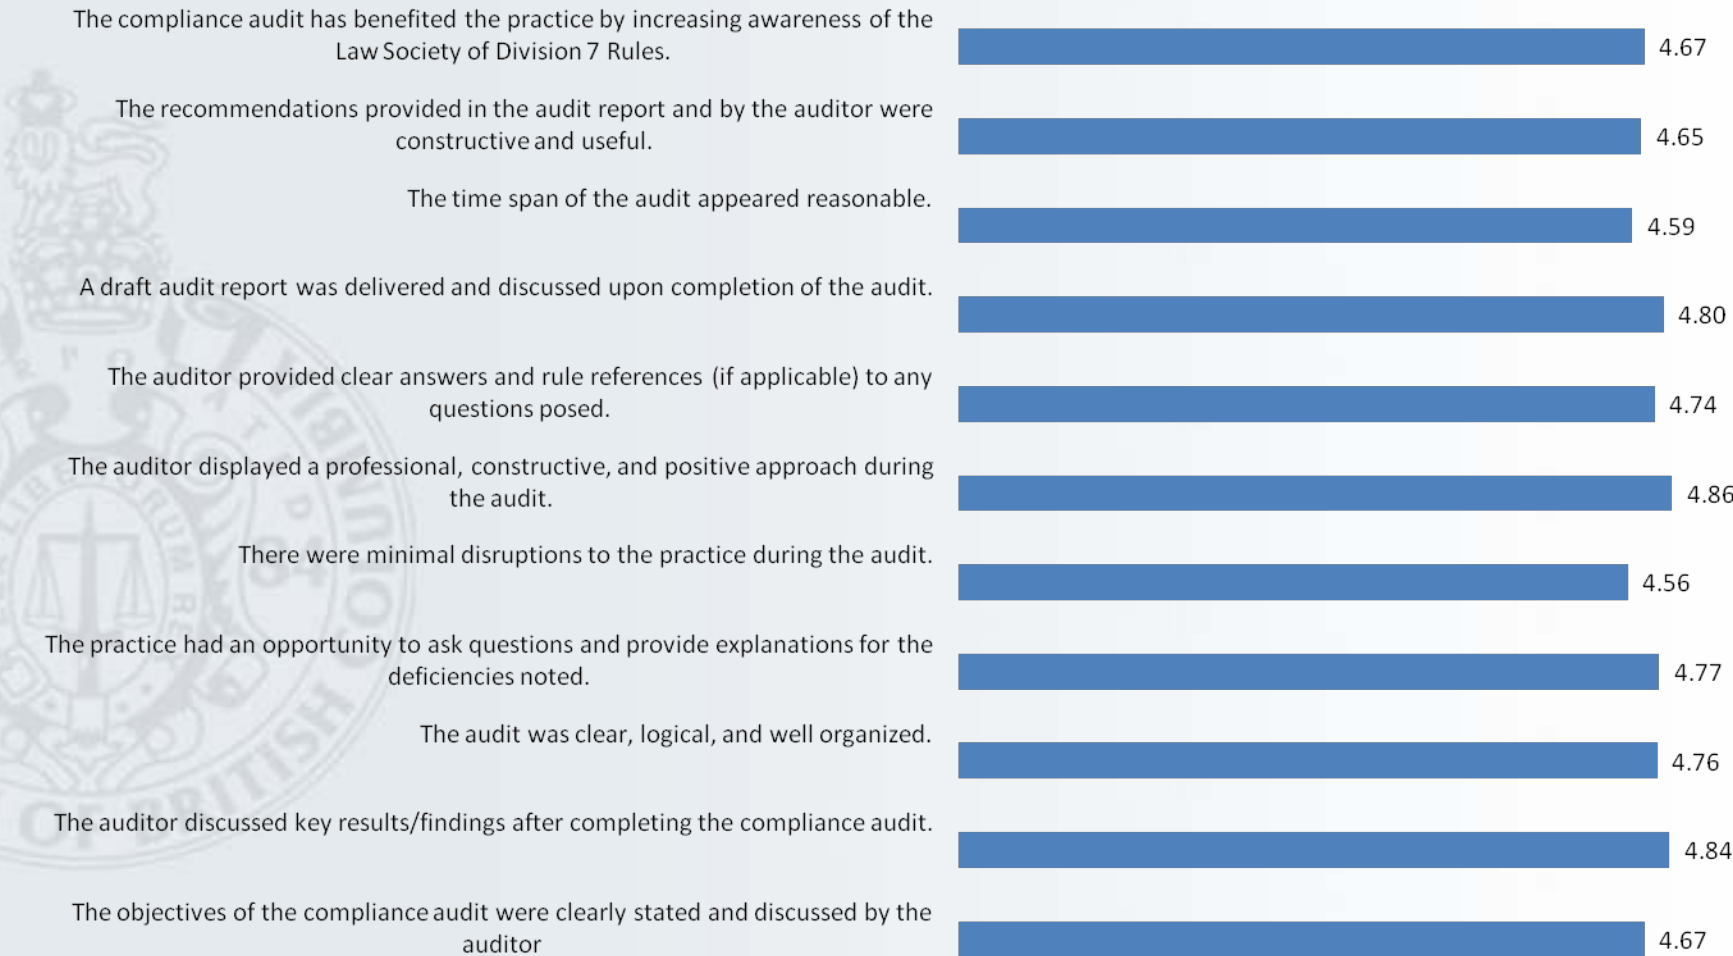 The compliance audit has benefited the practice by increasing awareness of the
Law Society of Division 7 Rules.
4.67
The recommendations provided in the audit report and by the auditor were
constructive and useful.
4.65
The time span of the audit appeared reasonable.
4.59
A draft audit report was delivered and discussed upon completion of the audit.
4.80
The auditor provided clear answers and rule references (if applicable) to any
questions posed.
4.74
The auditor displayed a professional, constructive, and positive approach during
the audit.
4.86
There were minimal disruptions to the practice during the audit.
4.56
The practice had an opportunity to ask questions and provide explanations for the
deficiencies noted.
4.77
The audit was clear, logical, and well organized.
4.76
The auditor discussed key results/findings after completing the compliance audit.
4.84
The objectives of the compliance audit were clearly stated and discussed by the
auditor
4.67
OF BRITISH